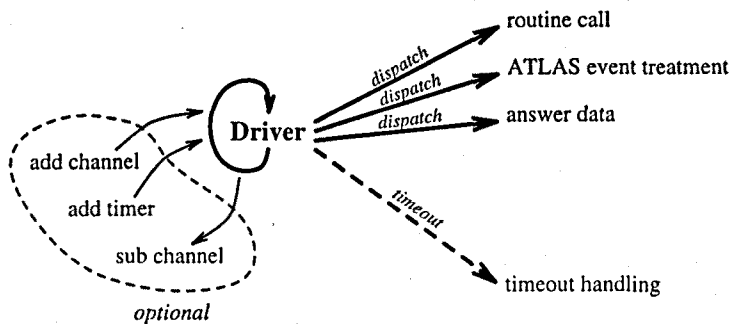 routine call
dispatch
ATLAS event treatment
dispatch
answer data
dispatch
Driver
add channel
add timer
sub channel
timeout
timeout handling
optional